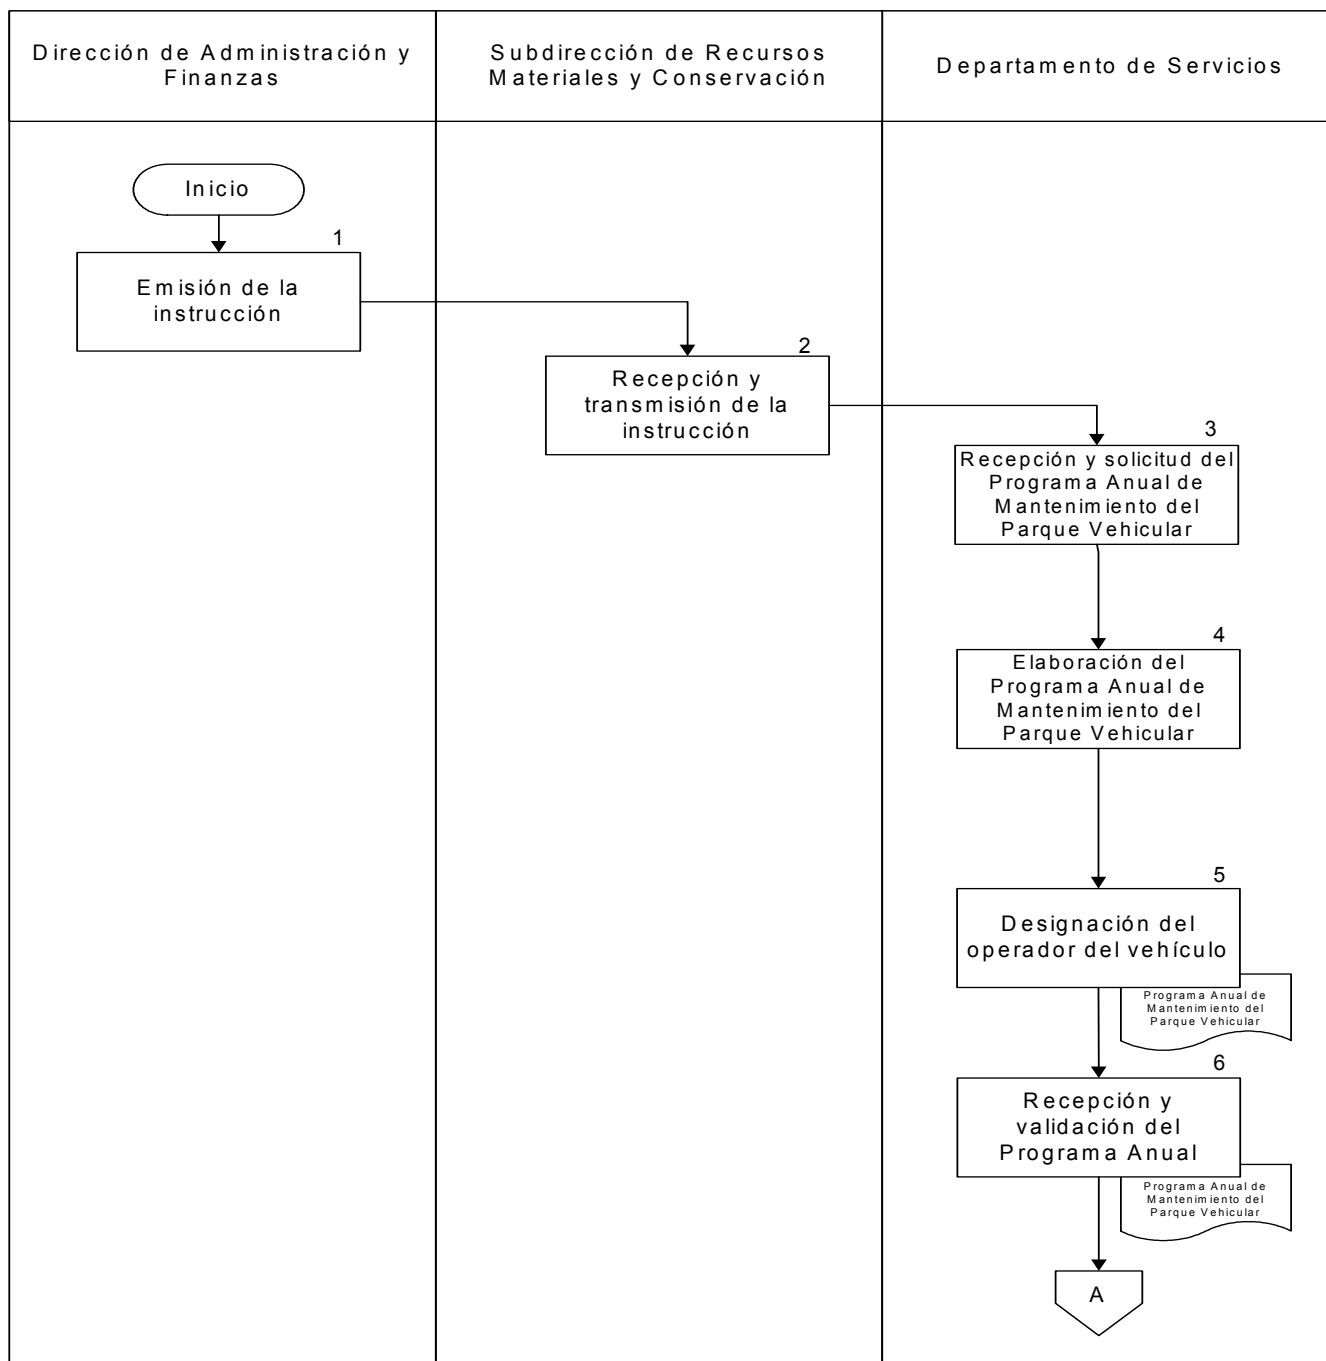 Dirección de Administración y
Finanzas
Subdirección de Recursos
Materiales y Conservación
Departamento de Servicios
Inicio
1
Emisión de la
instrucción
2
Recepción y
transmisión de la
instrucción
3
Recepción y solicitud del
Programa Anual de
Mantenimiento del
Parque Vehicular
4
Elaboración del
Programa Anual de
Mantenimiento del
Parque Vehicular
5
Designación del
operador del vehículo
Programa Anual de
Mantenimiento del
Parque Vehicular
6
Recepción y
validación del
Programa Anual
Programa Anual de
Mantenimiento del
Parque Vehicular
A